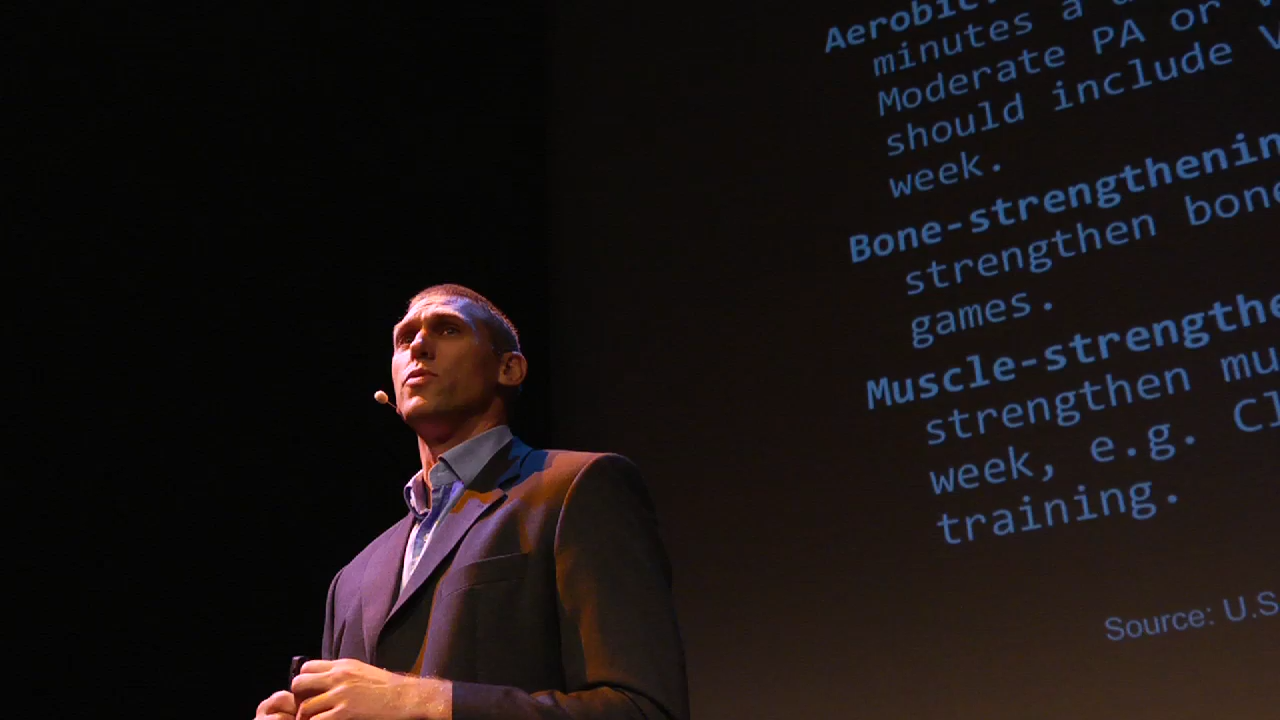 Aerobic
minutes a
Moderate PA or
should include
week.
Bone-strengthenin
strengthen bone
games.
Muscle-strengthe
strengthen mu
week, e.g. Cl
training.
Source: U.S